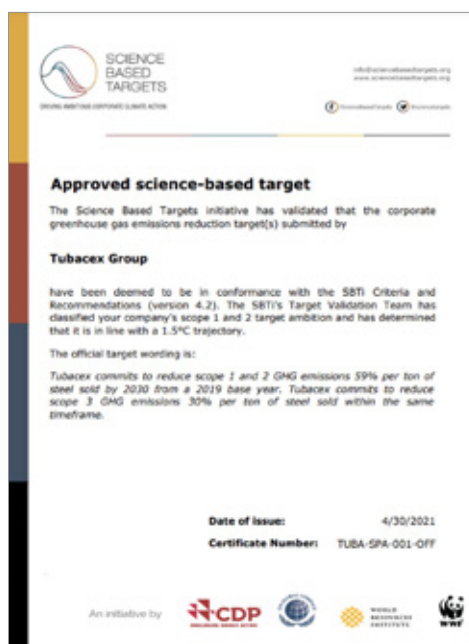 SCIENCE
BASED
TARGETS
DRIVING AMBITIOUS CORPORATE CLIMATE ACTION
info@sciencebasedtargets.org
www.sciencebasedtargets.org
/ScienceBasedTargets
Approved science-based target
The Science Based Targets initiative has validated that the corporate
greenhouse gas emissions reduction target(s) submitted by
Tubacex Group
have been deemed to be in conformance with the SBTi Criteria and
Recommendations (version 4.2). The SBTi's Target Validation Team has
classified your company's scope 1 and 2 target ambition and has determined
that it is in line with a 1.5°C trajectory.
The official target wording is:
Tubacex commits to reduce scope 1 and 2 GHG emissions 59% per ton of
steel sold by 2030 from a 2019 base year. Tubacex commits to reduce
scope 3 GHG emissions 30% per ton of steel sold within the same
timeframe.
Date of issue: 4/30/2021
Certificate Number: TUBA-SPA-001-OFF
An initiative by
CDP
WORLD
RESOURCES
INSTITUTE
WWF